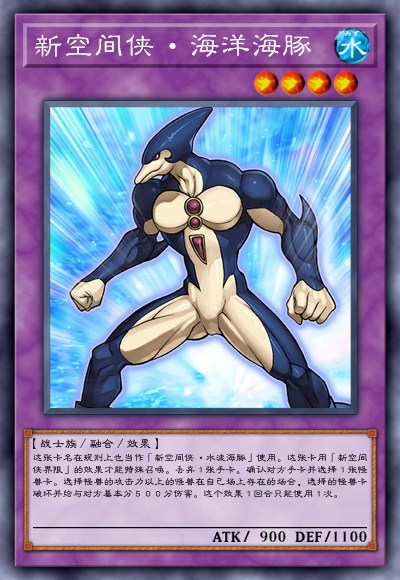 新空间侠·海洋海豚
水
【战士族／融合／效果】
这张卡名在规则上也当作「新空间侠·水波海豚」使用。这张卡用「新空间
侠界限」的效果才能特殊召唤。丢弃1张手卡。确认对方手卡并选择1张怪
兽卡。选择怪兽的攻击力以上的怪兽在自己场上存在的场合，选择的怪兽卡
破坏并给与对方基本分500分伤害。这个效果1回合只能使用1次。
ATK/ 900 DEF/1100